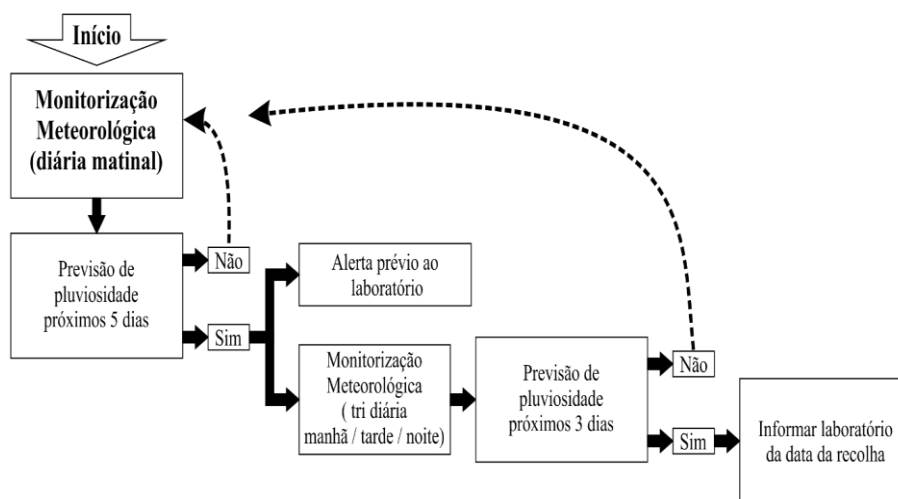 Início
Monitorização
Meteorológica
(diária matinal)
Previsão de
pluviosidade
próximos 5 dias
Não
Sim
Alerta prévio ao
laboratório
Monitorização
Meteorológica
( tri diária
manhã / tarde / noite)
Previsão de
pluviosidade
próximos 3 dias
Não
Sim
Informar laboratório
da data da recolha